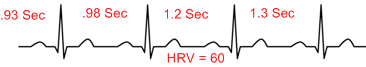 .93 Sec
.98 Sec
1.2 Sec
1.3 Sec
HRV = 60